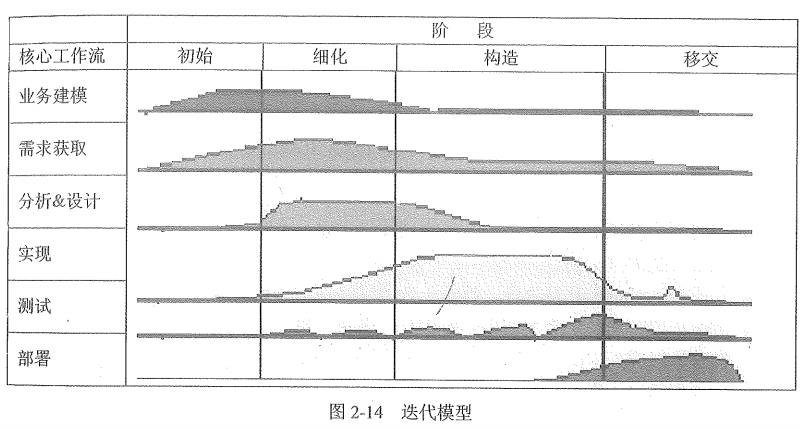 阶 段
核心工作流 初始 细化 构造 移交
业务建模
需求获取
分析&设计
实现
测试
部署
图 2-14 迭代模型